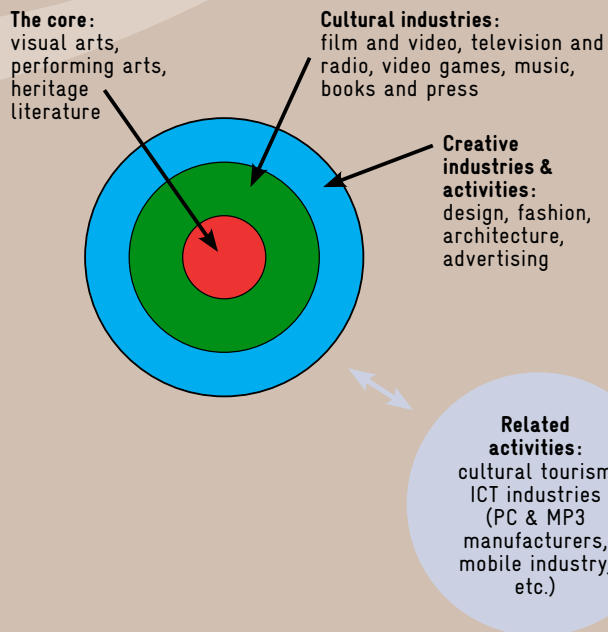 The core:
visual arts,
performing arts,
heritage
literature
Cultural industries:
film and video, television and
radio, video games, music,
books and press
Creative
industries &
activities:
design, fashion,
architecture,
advertising
Related
activities:
cultural tourism
ICT industries
(PC & MP3
manufacturers,
mobile industry,
etc.)